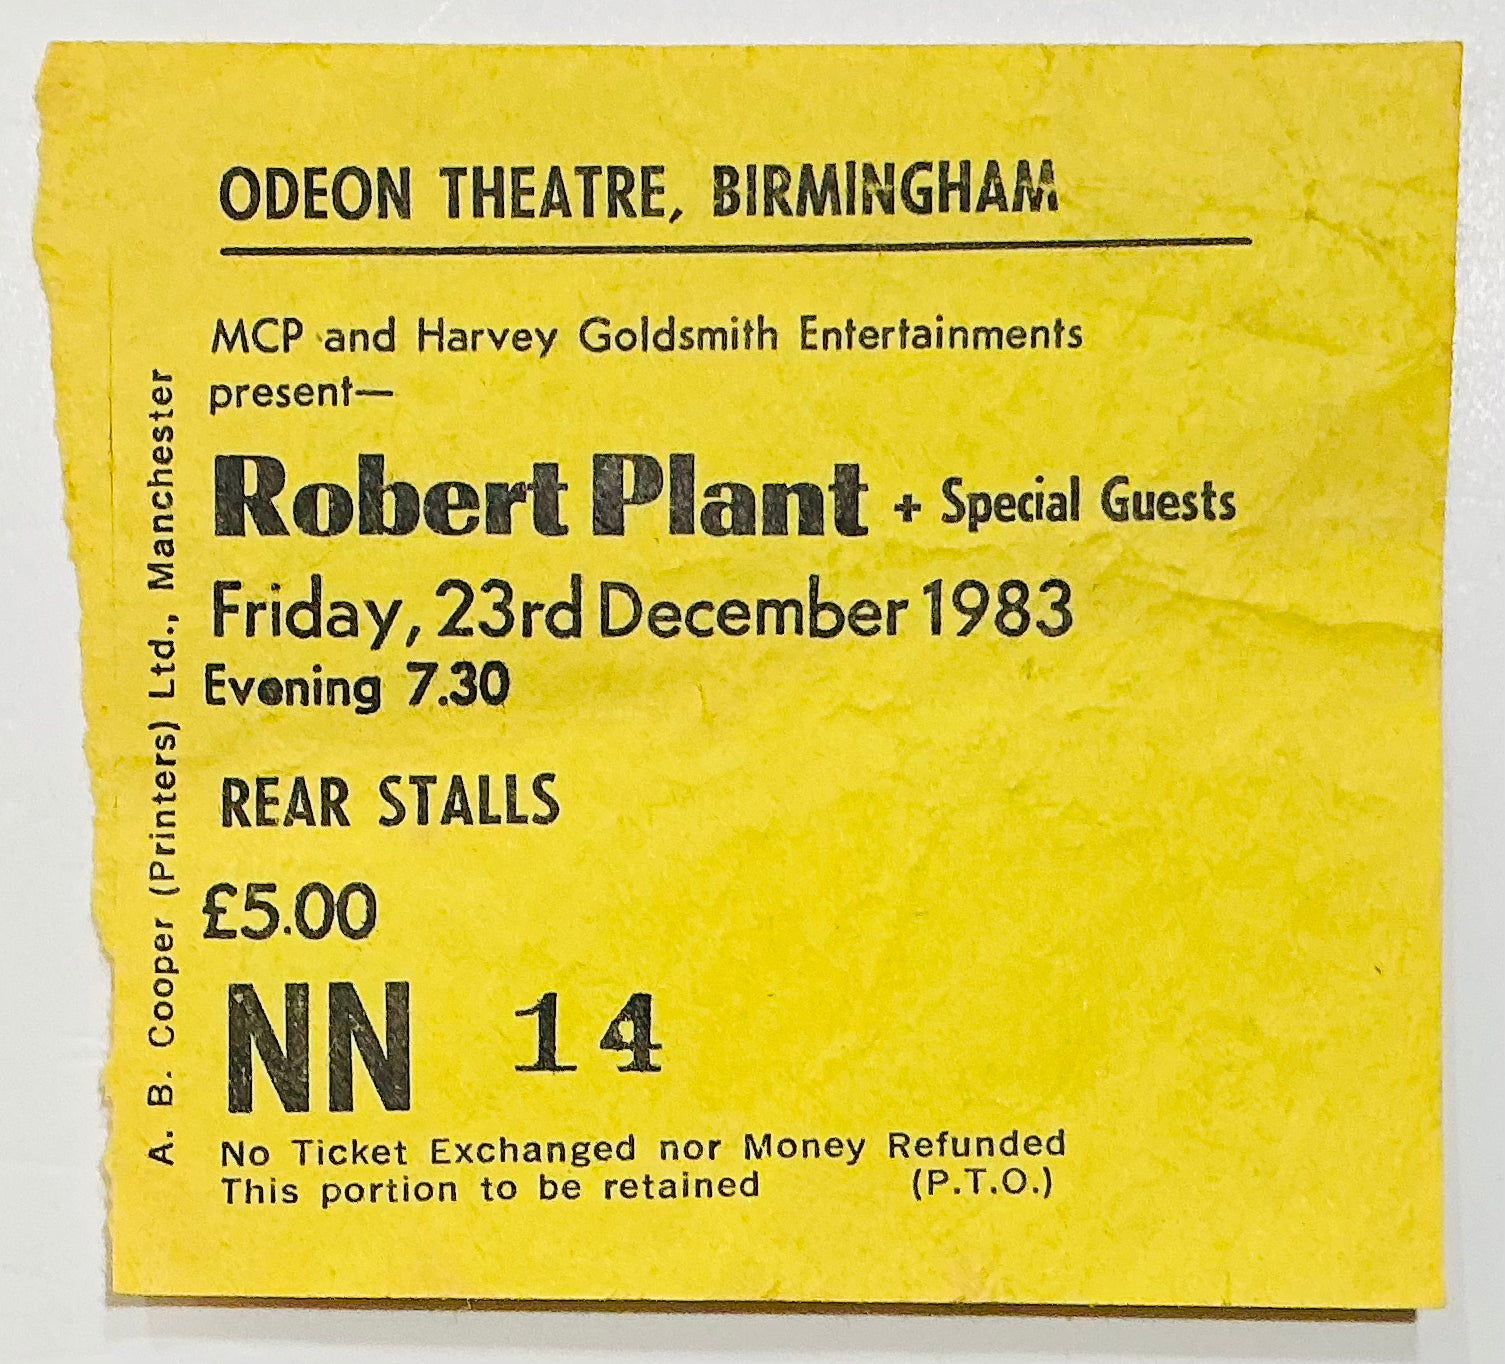 ODEON THEATRE, BIRMINGHAM
MCP and Harvey Goldsmith Entertainments
present—
Robert Plant + Special Guests
Friday, 23rd December 1983
Evening 7.30
REAR STALLS
£5.00
NN 14
No Ticket Exchanged nor Money Refunded
This portion to be retained (P.T.O.)
A. B. Cooper (Printers) Ltd., Manchester